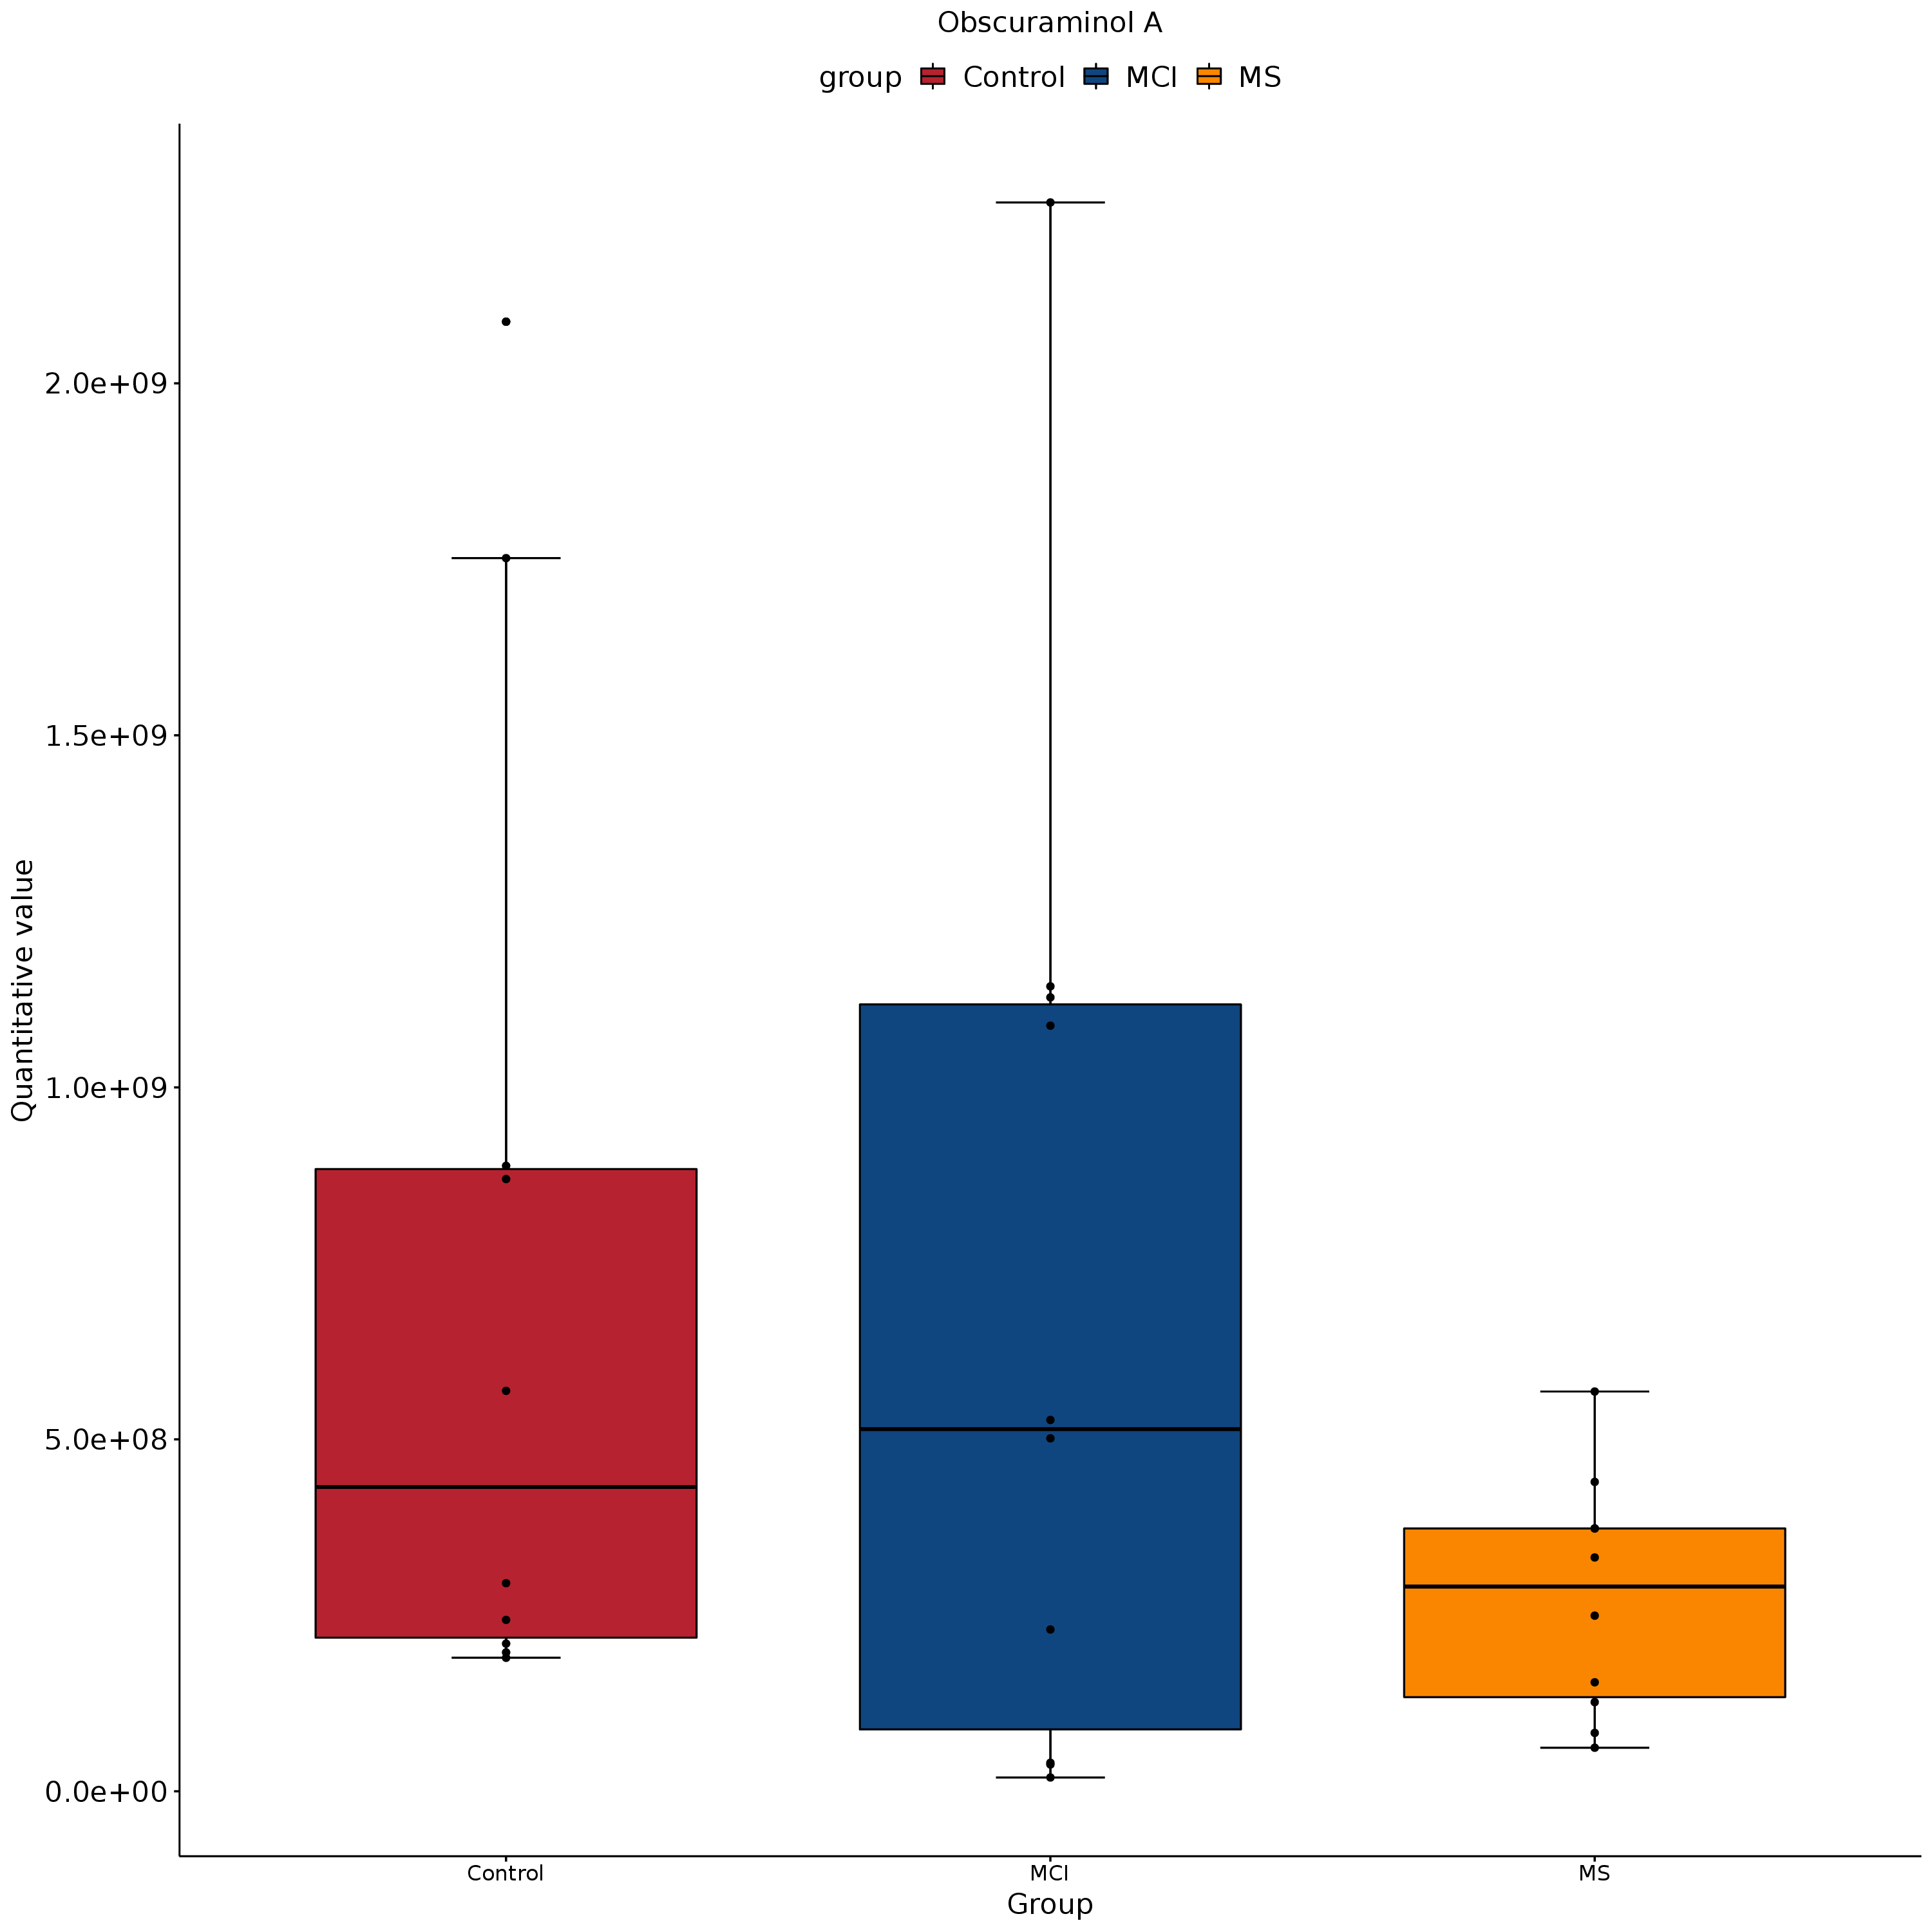 Obscuraminol A
group Control MCI MS
Quantitative value
2.0e+09
1.5e+09
1.0e+09
5.0e+08
0.0e+00
Control MCI MS
Group